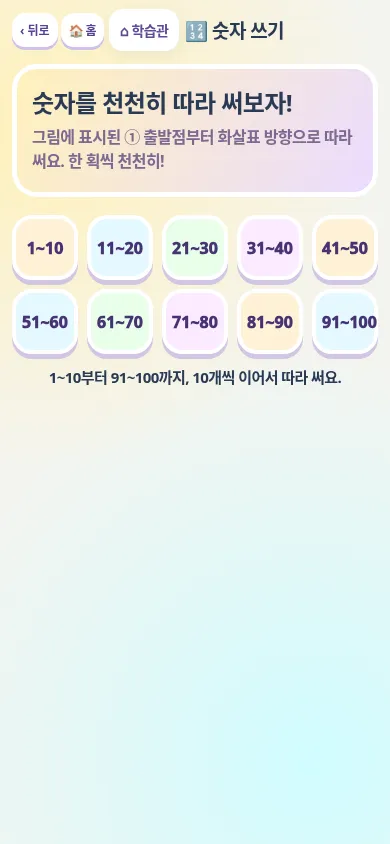 ‹ 뒤로 🏠 홈 ⌂ 학습관 🔢 숫자 쓰기
숫자를 천천히 따라 써보자!
그림에 표시된 ① 출발점부터 화살표 방향으로 따라
써요. 한 획씩 천천히!
1~10 11~20 21~30 31~40 41~50
51~60 61~70 71~80 81~90 91~100
1~10부터 91~100까지, 10개씩 이어서 따라 써요.